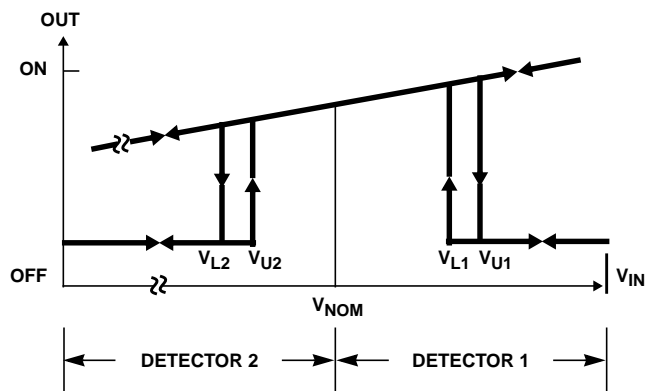 OUT
ON
OFF
V_L2
V_U2
V_L1
V_U1
V_IN
V_NOM
DETECTOR 2
DETECTOR 1